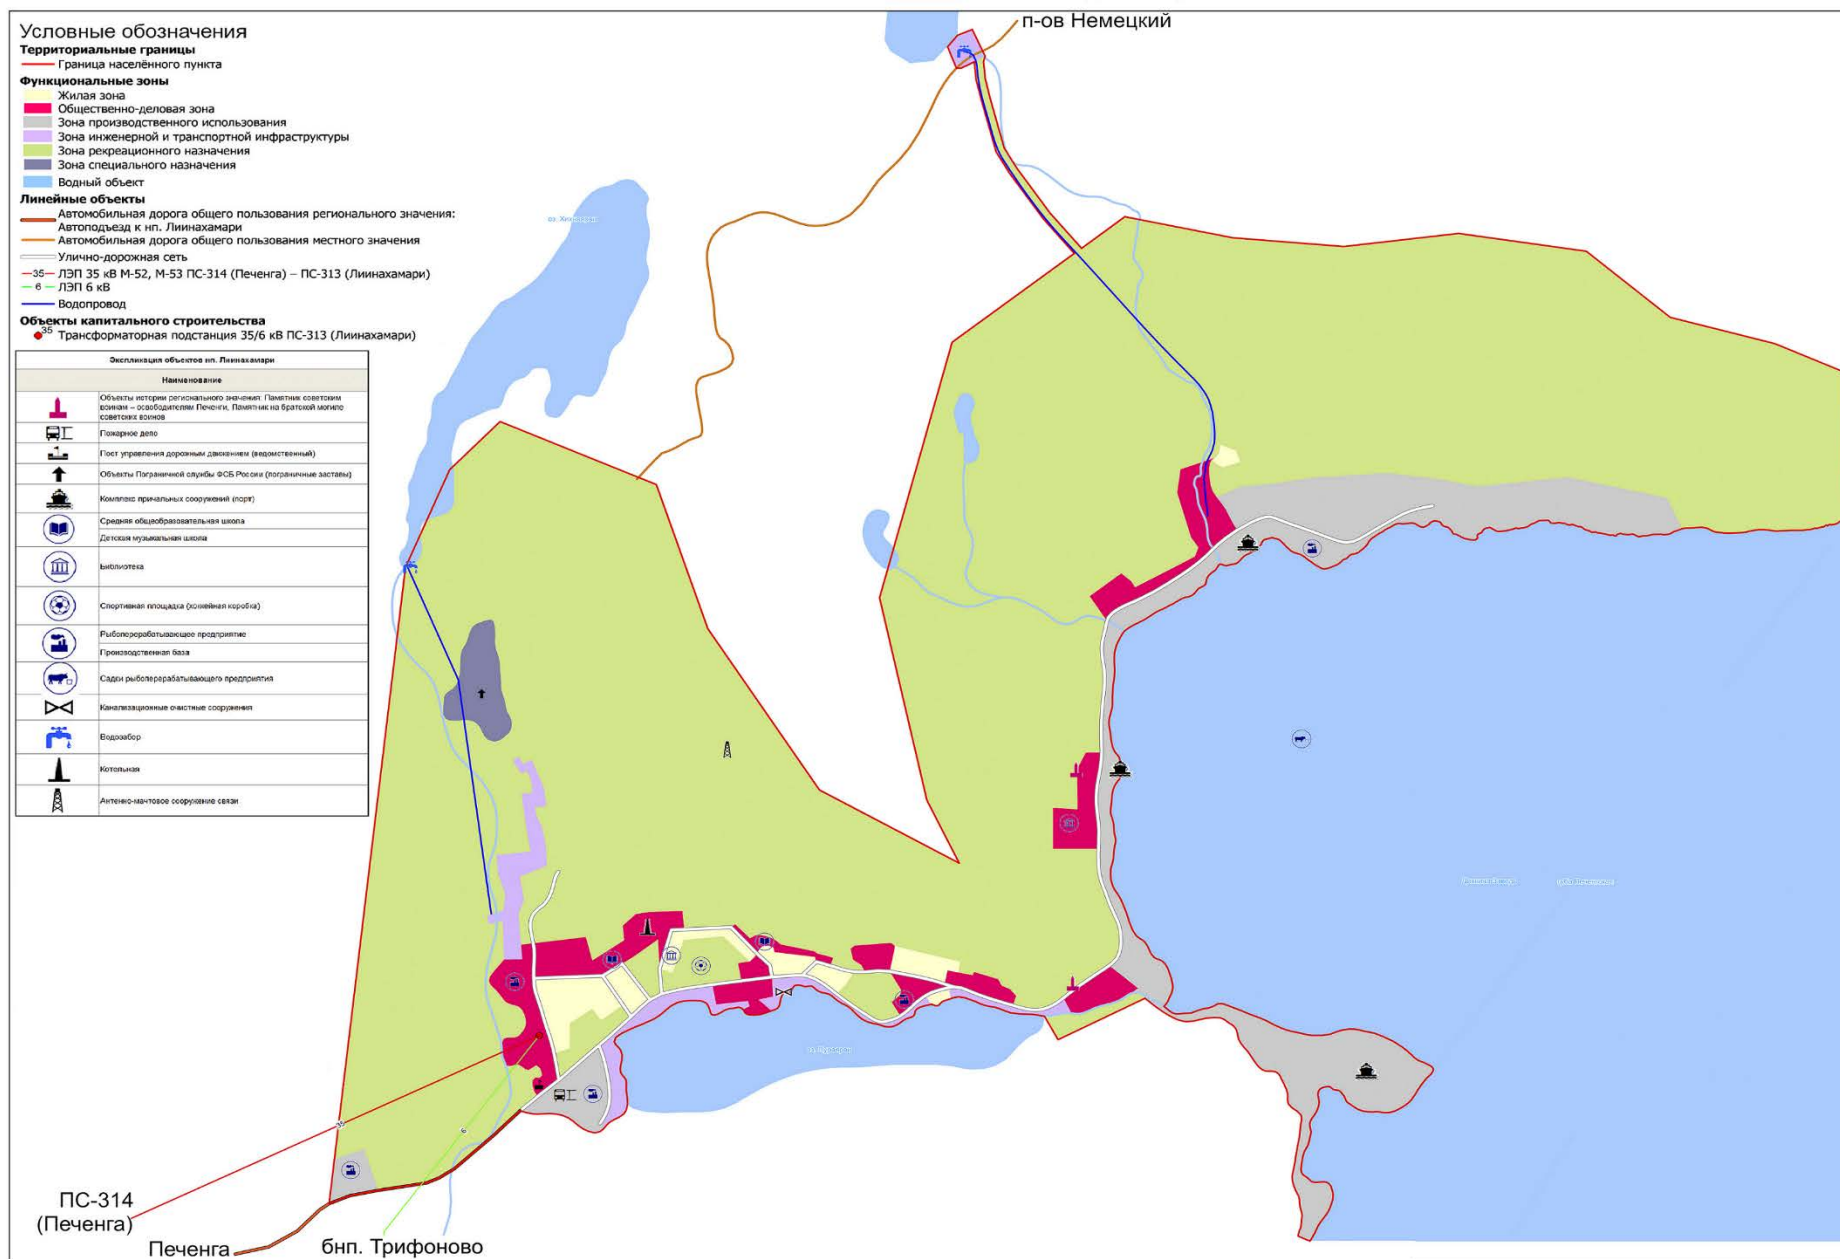 Условные обозначения
Территориальные границы
Граница населённого пункта
Функциональные зоны
Жилая зона
Общественно-деловая зона
Зона производственного использования
Зона инженерной и транспортной инфраструктуры
Зона рекреационного назначения
Зона специального назначения
Водный объект
Линейные объекты
Автомобильная дорога общего пользования регионального значения:
Автоподъезд к нп. Лиинахамари
Автомобильная дорога общего пользования местного значения
Улично-дорожная сеть
35 ЛЭП 35 кВ М-52, М-53 ПС-314 (Печенга) – ПС-313 (Лиинахамари)
6 ЛЭП 6 кВ
Водопровод
Объекты капитального строительства
35 Трансформаторная подстанция 35/6 кВ ПС-313 (Лиинахамари)
Экспликация объектов нп. Лиинахамари
Наименование
Объекты истории регионального значения: Памятник советским
воинам – освободителям Печенги, Памятник на братской могиле
советских воинов
Пожарное депо
Пост управления дорожным движением (ведомственный)
Объекты Пограничной службы ФСБ России (пограничные заставы)
Комплекс причальных сооружений (порт)
Средняя общеобразовательная школа
Детская музыкальная школа
Библиотека
Спортивная площадка (хоккейная коробка)
Рыбоперерабатывающее предприятие
Производственная база
Садки рыбоперерабатывающего предприятия
Канализационные очистные сооружения
Водозабор
Котельная
Антенно-мачтовое сооружение связи
п-ов Немецкий
35
6
ПС-314
(Печенга)
Печенга
бнп. Трифоново